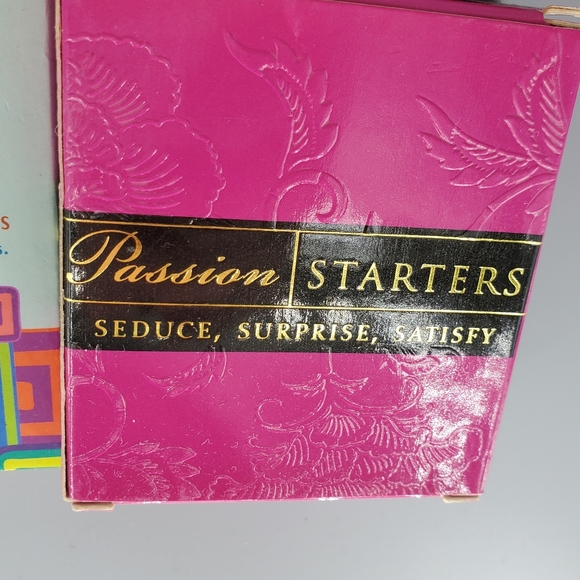 Passion STARTERS
SEDUCE, SURPRISE, SATISFY